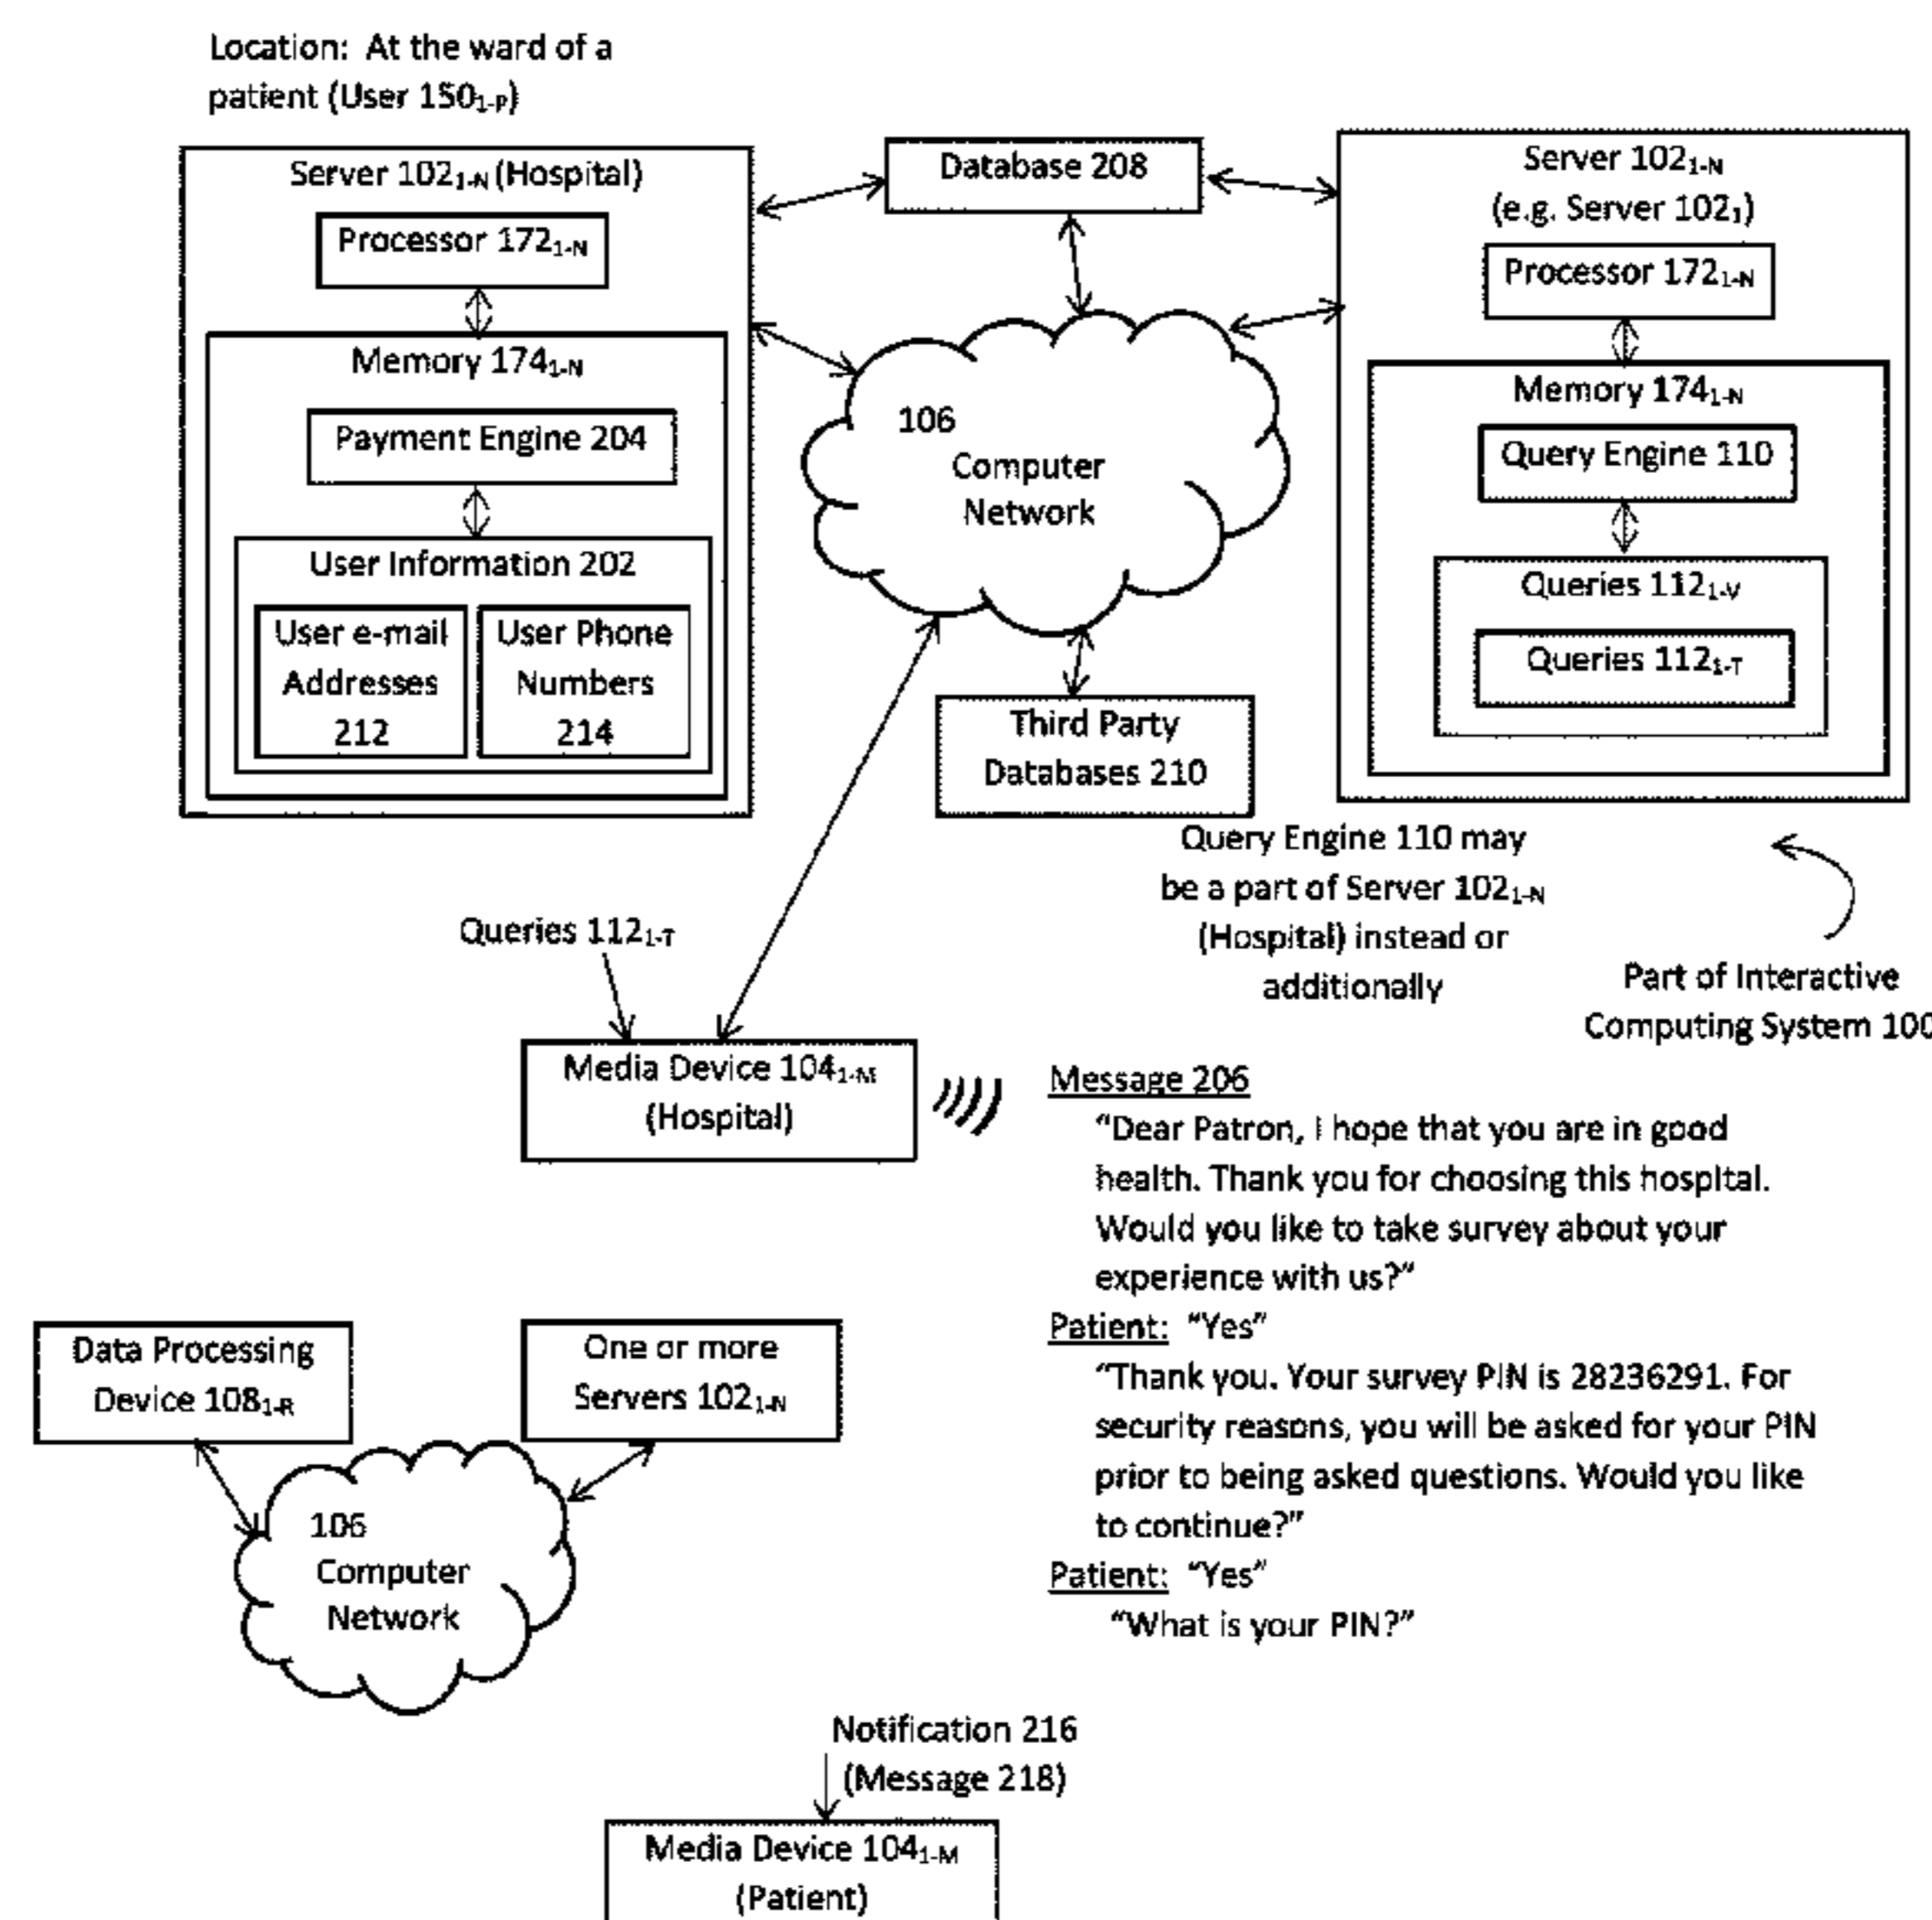 Location: At the ward of a
patient (User 150₁₋P)
Server 102₁₋N (Hospital)
Processor 172₁₋N
Memory 174₁₋N
Payment Engine 204
User Information 202
User e-mail
Addresses
212
User Phone
Numbers
214
Database 208
106
Computer
Network
Third Party
Databases 210
Server 102₁₋N
(e.g. Server 102₁)
Processor 172₁₋N
Memory 174₁₋N
Query Engine 110
Queries 112₁₋V
Queries 112₁₋T
Query Engine 110 may
be a part of Server 102₁₋N
(Hospital) instead or
additionally
Part of Interactive
Computing System 100
Queries 112₁₋T
Media Device 104₁₋M
(Hospital)
Message 206
“Dear Patron, I hope that you are in good
health. Thank you for choosing this hospital.
Would you like to take survey about your
experience with us?”
Patient: “Yes”
“Thank you. Your survey PIN is 28236291. For
security reasons, you will be asked for your PIN
prior to being asked questions. Would you like
to continue?”
Patient: “Yes”
“What is your PIN?”
Data Processing
Device 108₁₋R
One or more
Servers 102₁₋N
106
Computer
Network
Notification 216
(Message 218)
Media Device 104₁₋M
(Patient)